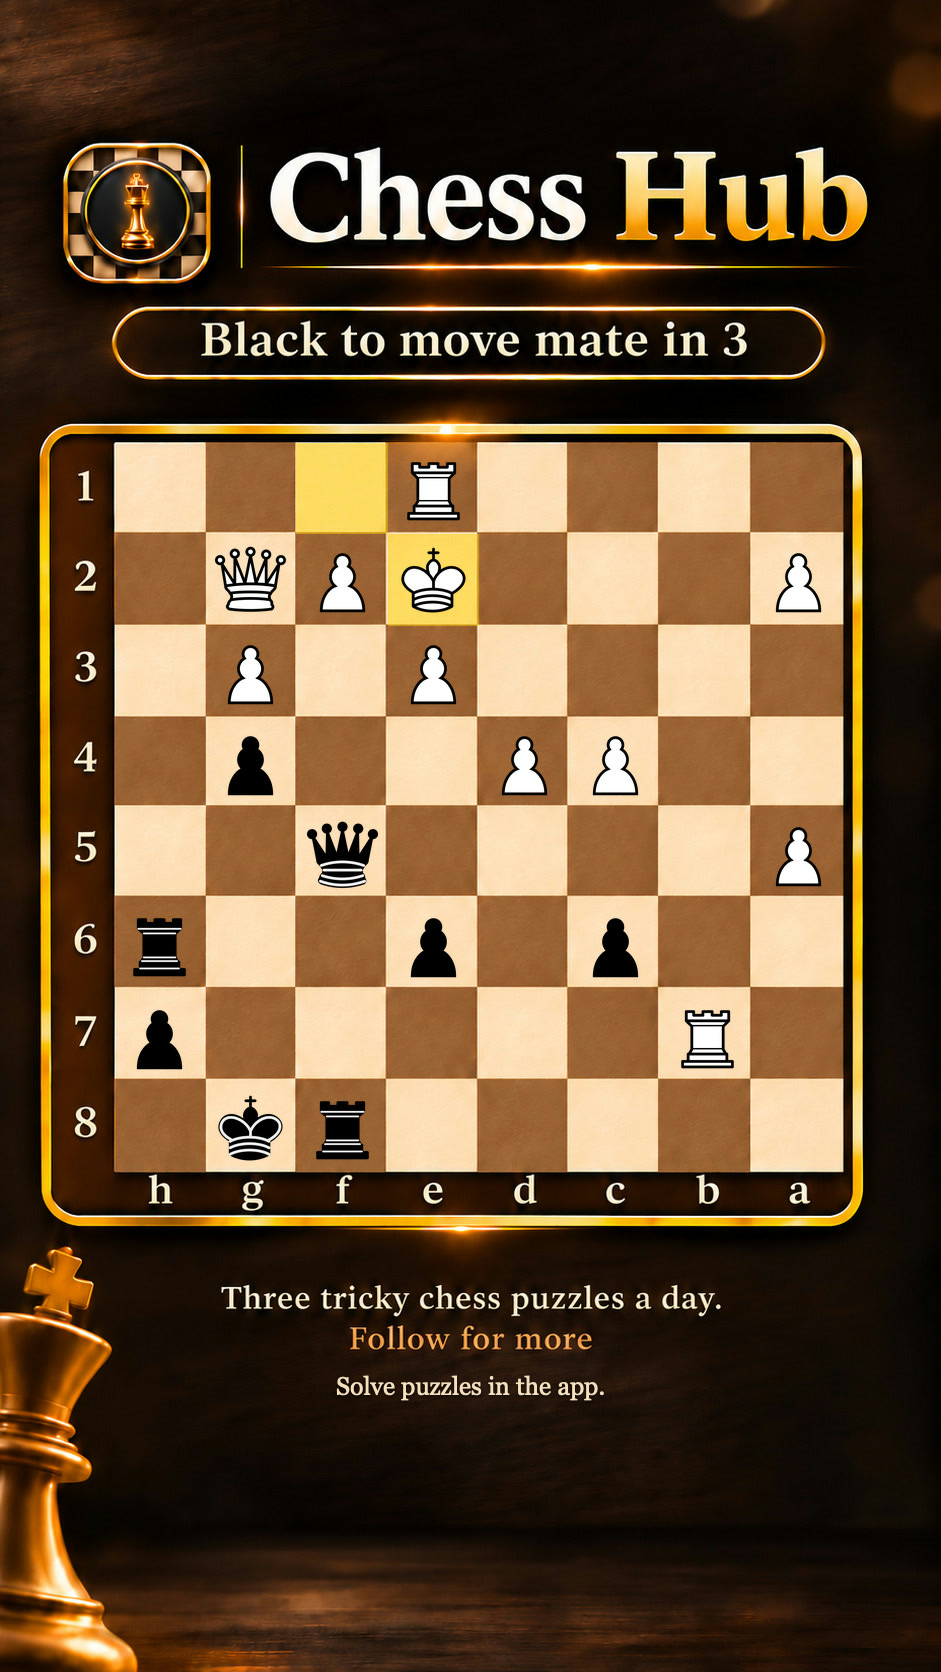 Chess Hub
Black to move mate in 3
1
2
3
4
5
6
7
8
h g f e d c b a
Three tricky chess puzzles a day.
Follow for more
Solve puzzles in the app.